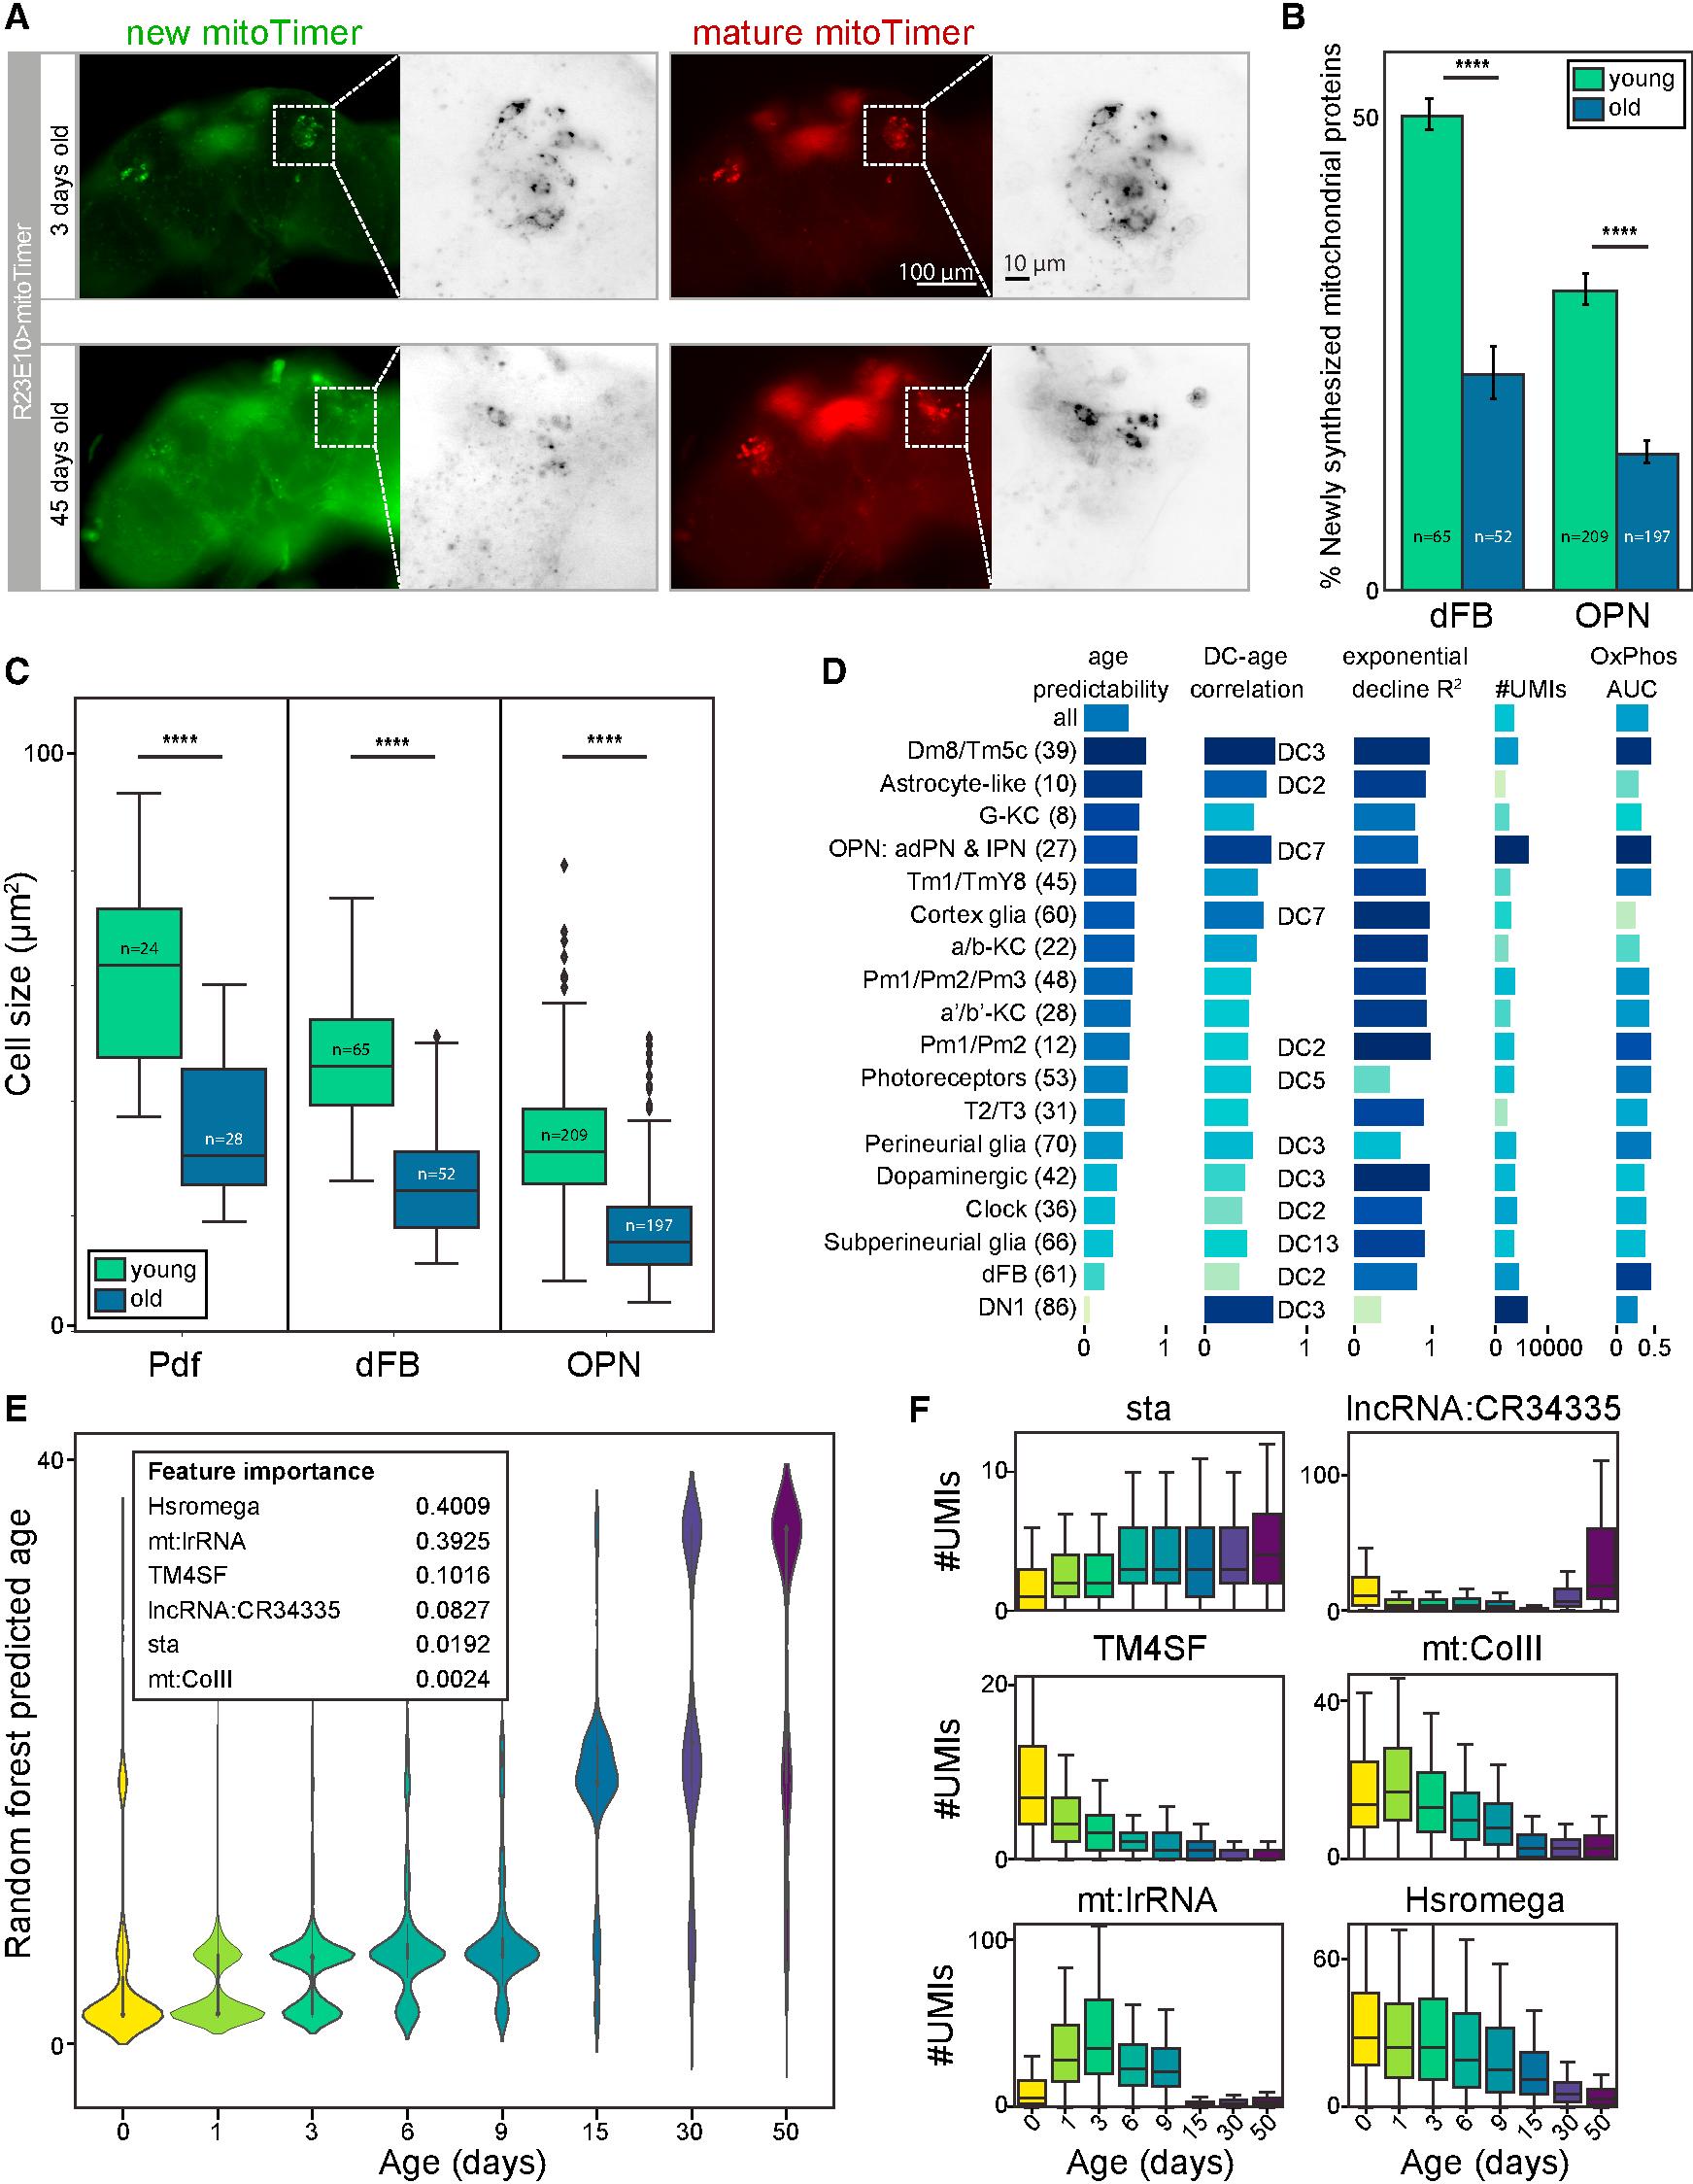 A
new mitoTimer
mature mitoTimer
R23E10>mitoTimer
3 days old
45 days old
100 µm
10 µm
B
% Newly synthesized mitochondrial proteins
50
0
****
****
young
old
n=65
n=52
n=209
n=197
dFB
OPN
C
Cell size (µm²)
100
0
****
****
****
n=24
n=28
n=65
n=52
n=209
n=197
young
old
Pdf
dFB
OPN
D
age predictability
DC-age correlation
exponential decline R²
#UMIs
OxPhos AUC
all
Dm8/Tm5c (39) DC3
Astrocyte-like (10) DC2
G-KC (8)
OPN: adPN & lPN (27) DC7
Tm1/TmY8 (45)
Cortex glia (60) DC7
a/b-KC (22)
Pm1/Pm2/Pm3 (48)
a'/b'-KC (28)
Pm1/Pm2 (12) DC2
Photoreceptors (53) DC5
T2/T3 (31)
Perineurial glia (70) DC3
Dopaminergic (42) DC3
Clock (36) DC2
Subperineurial glia (66) DC13
dFB (61) DC2
DN1 (86) DC3
0 1 0 1 0 1 0 10000 0 0.5
E
Random forest predicted age
40
0
Feature importance
Hsromega 0.4009
mt:lrRNA 0.3925
TM4SF 0.1016
lncRNA:CR34335 0.0827
sta 0.0192
mt:CoIII 0.0024
0 1 3 6 9 15 30 50
Age (days)
F
sta
#UMIs
10
0
lncRNA:CR34335
100
0
TM4SF
#UMIs
20
0
mt:CoIII
40
0
mt:lrRNA
#UMIs
100
0
0 1 3 6 9 15 30 50
Age (days)
Hsromega
60
0
0 1 3 6 9 15 30 50
Age (days)